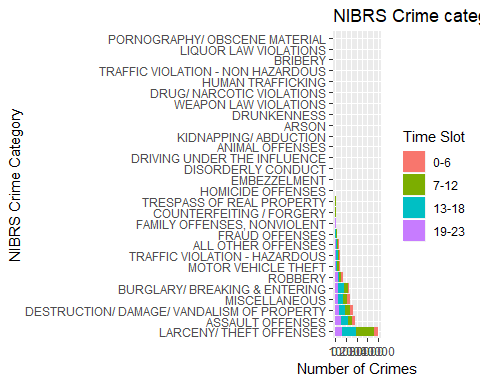 NIBRS Crime categ
PORNOGRAPHY/ OBSCENE MATERIAL
LIQUOR LAW VIOLATIONS
BRIBERY
TRAFFIC VIOLATION - NON HAZARDOUS
HUMAN TRAFFICKING
DRUG/ NARCOTIC VIOLATIONS
WEAPON LAW VIOLATIONS
DRUNKENNESS
ARSON
KIDNAPPING/ ABDUCTION
ANIMAL OFFENSES
DRIVING UNDER THE INFLUENCE
DISORDERLY CONDUCT
EMBEZZELMENT
HOMICIDE OFFENSES
TRESPASS OF REAL PROPERTY
COUNTERFEITING / FORGERY
FAMILY OFFENSES, NONVIOLENT
FRAUD OFFENSES
ALL OTHER OFFENSES
TRAFFIC VIOLATION - HAZARDOUS
MOTOR VEHICLE THEFT
ROBBERY
BURGLARY/ BREAKING & ENTERING
MISCELLANEOUS
DESTRUCTION/ DAMAGE/ VANDALISM OF PROPERTY
ASSAULT OFFENSES
LARCENY/ THEFT OFFENSES
NIBRS Crime Category
Number of Crimes
Time Slot
0-6
7-12
13-18
19-23